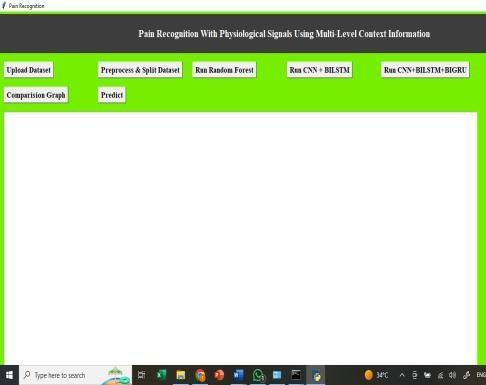 Pain Recognition
Pain Recognition With Physiological Signals Using Multi-Level Context Information
Upload Dataset Preprocess & Split Dataset Run Random Forest Run CNN + BILSTM Run CNN+BILSTM+BIGRU
Comparision Graph Predict
Type here to search 34°C ENG